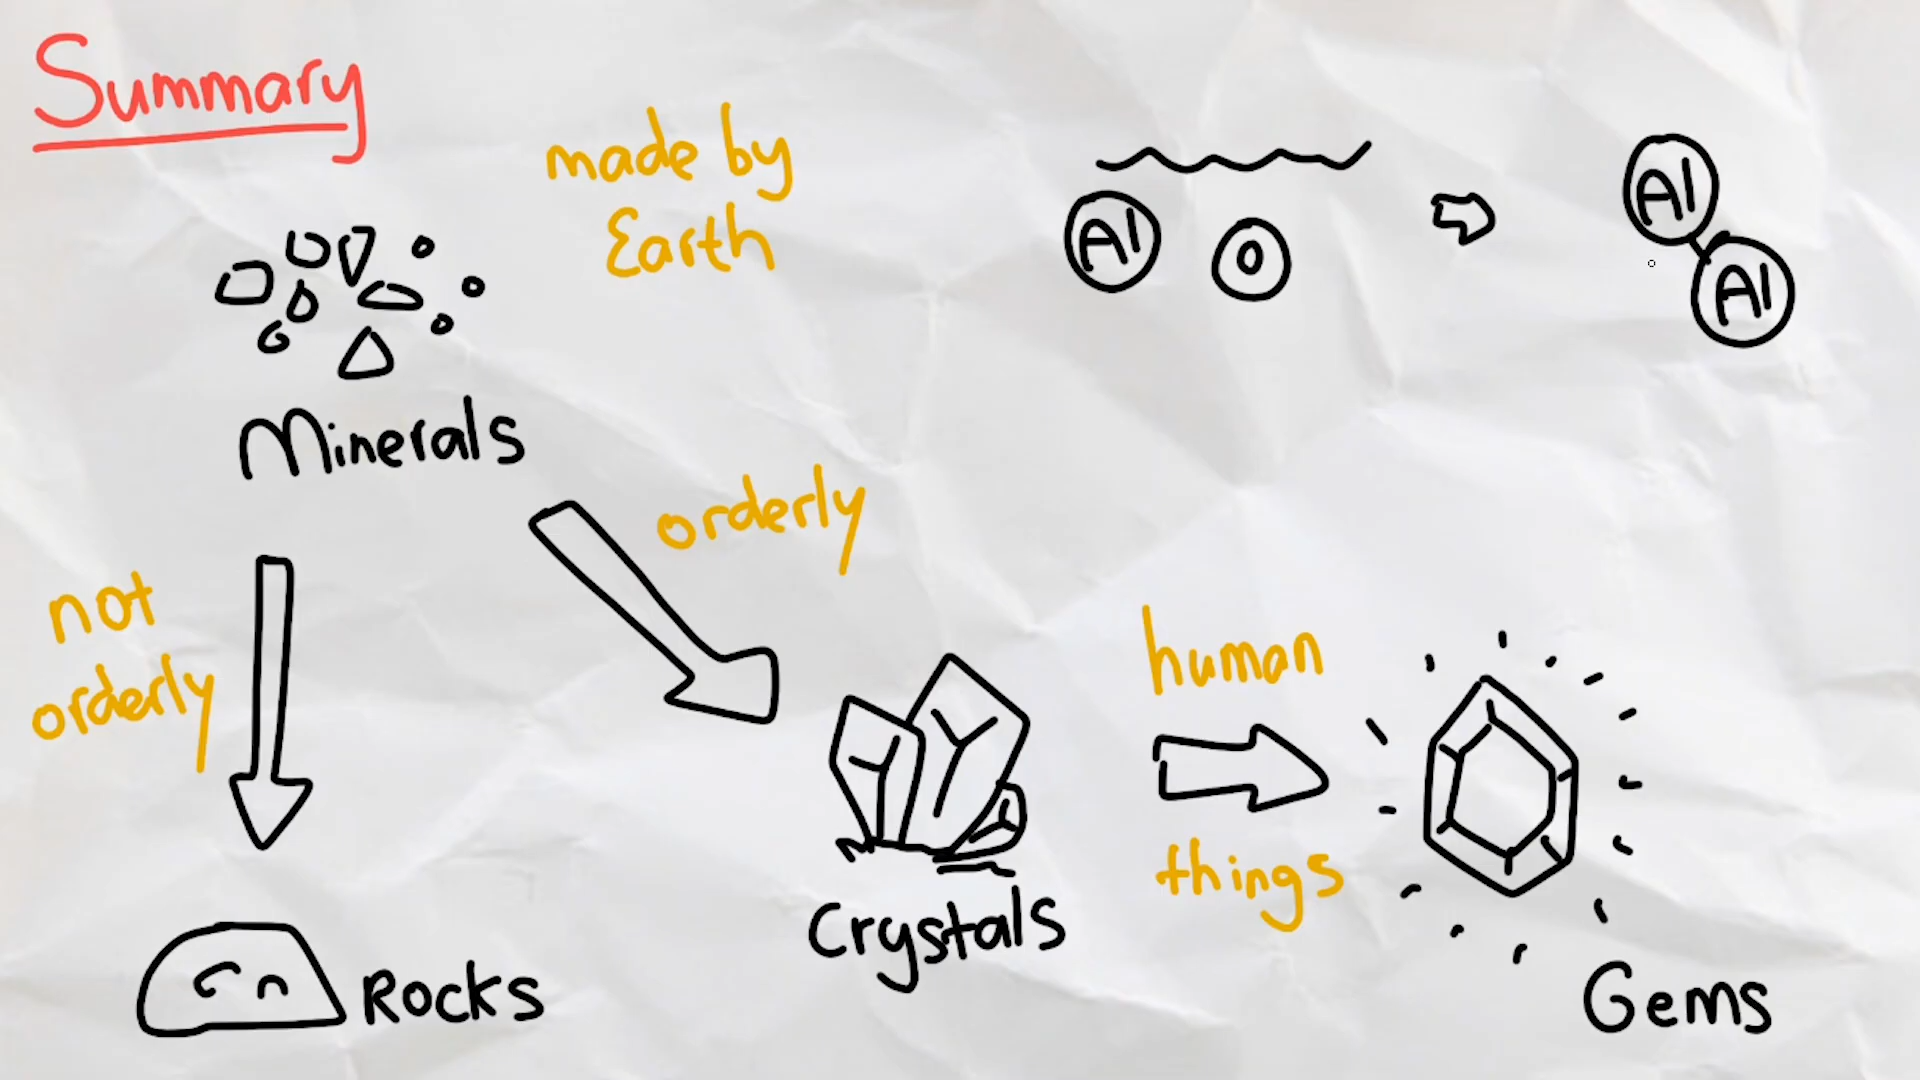 Summary
made by
Earth
Al O
Al
Al
Minerals
orderly
not
orderly
human
things
Crystals
Rocks
Gems